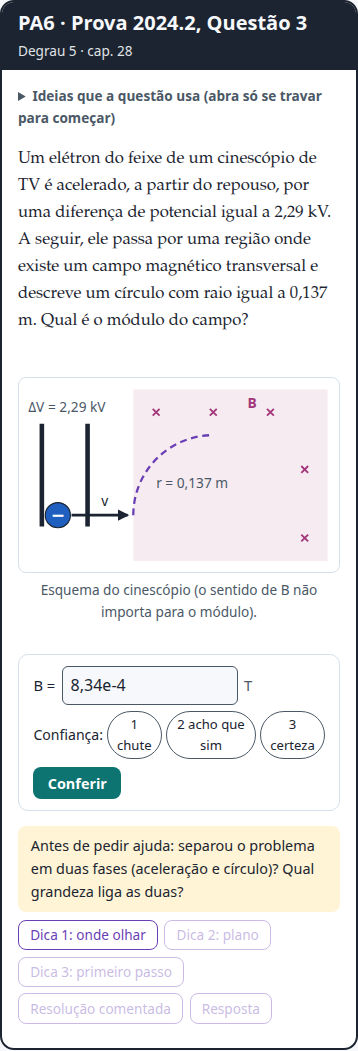 PA6 · Prova 2024.2, Questão 3
Degrau 5 · cap. 28
▶ Ideias que a questão usa (abra só se travar
para começar)
Um elétron do feixe de um cinescópio de
TV é acelerado, a partir do repouso, por
uma diferença de potencial igual a 2,29 kV.
A seguir, ele passa por uma região onde
existe um campo magnético transversal e
descreve um círculo com raio igual a 0,137
m. Qual é o módulo do campo?
ΔV = 2,29 kV
B
v
r = 0,137 m
Esquema do cinescópio (o sentido de B não
importa para o módulo).
B = 8,34e-4 T
Confiança:
1
chute
2 acho que
sim
3
certeza
Conferir
Antes de pedir ajuda: separou o problema
em duas fases (aceleração e círculo)? Qual
grandeza liga as duas?
Dica 1: onde olhar
Dica 2: plano
Dica 3: primeiro passo
Resolução comentada
Resposta